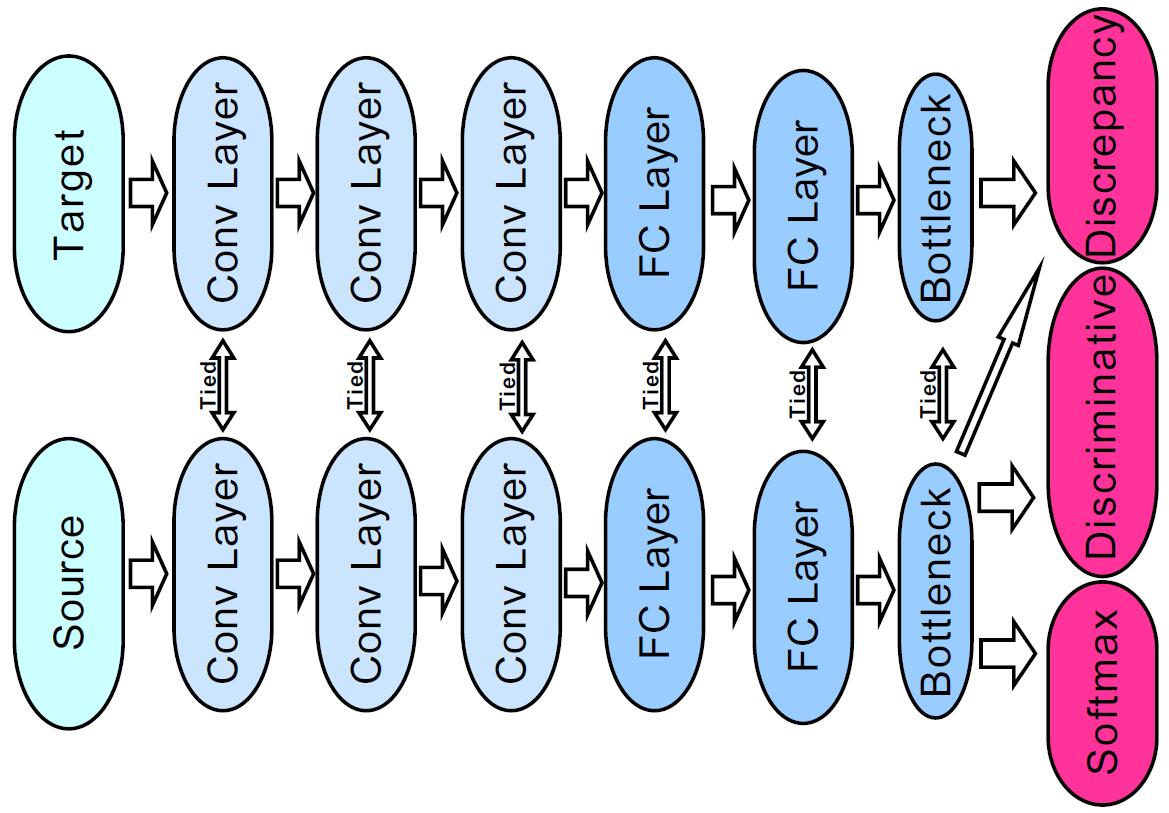 Target
Conv Layer
Conv Layer
Conv Layer
FC Layer
FC Layer
Bottleneck
Discrepancy
Tied
Tied
Tied
Tied
Tied
Tied
Discriminative
Source
Conv Layer
Conv Layer
Conv Layer
FC Layer
FC Layer
Bottleneck
Softmax